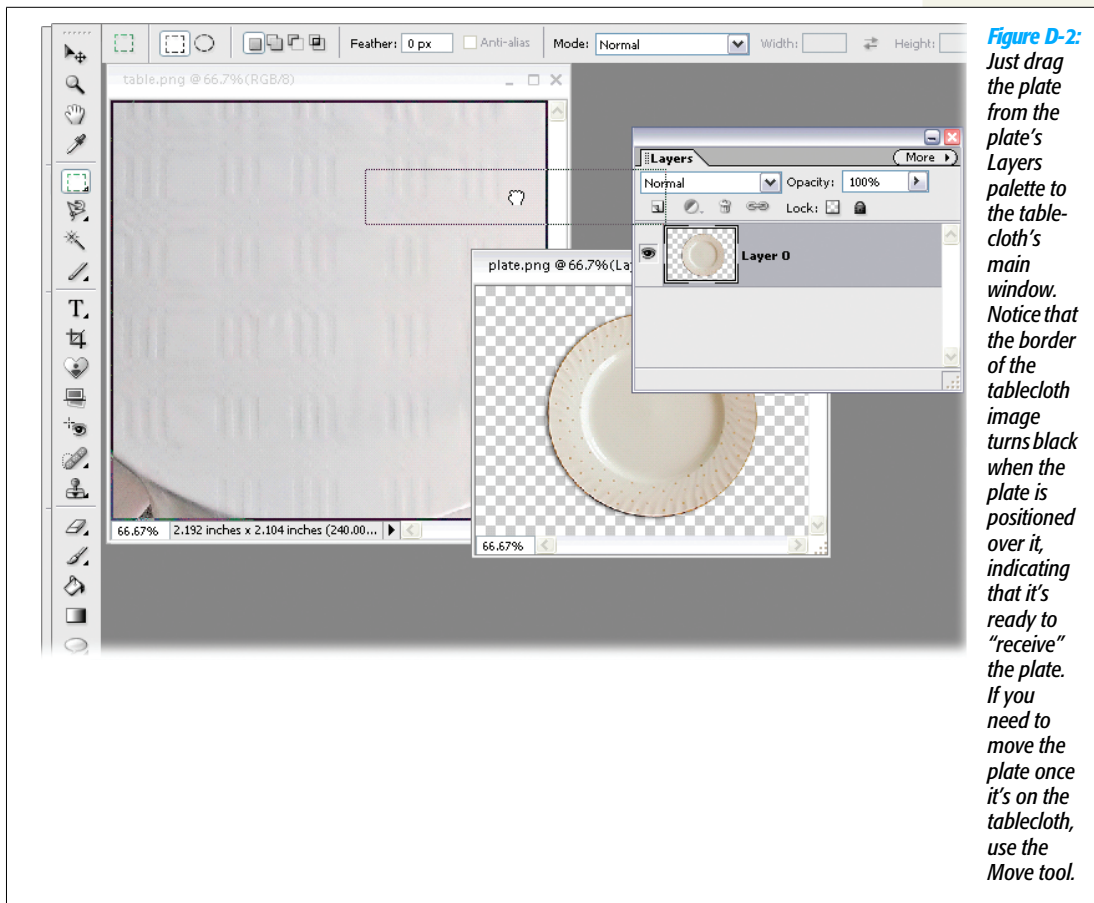 Feather: 0 px Anti-alias Mode: Normal Width: Height:
table.png @ 66.7%(RGB/8)
Layers More
Normal Opacity: 100%
Lock:
Layer 0
plate.png @ 66.7%(La
66.67% 2.192 inches x 2.104 inches (240.00...
66.67%
T
Figure D-2:
Just drag
the plate
from the
plate's
Layers
palette to
the table-
cloth's
main
window.
Notice that
the border
of the
tablecloth
image
turns black
when the
plate is
positioned
over it,
indicating
that it's
ready to
“receive”
the plate.
If you
need to
move the
plate once
it's on the
tablecloth,
use the
Move tool.